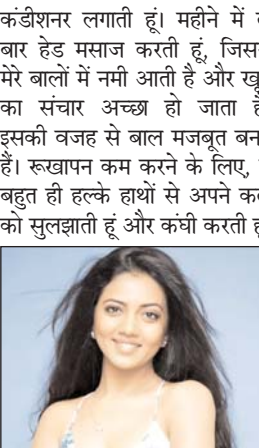 कंडीशनर लगाती हूं। महीने में
बार हेड मसाज करती हूं,
मेरे बालों में नमी आती है और
का संचार अच्छा हो जाता
इसकी वजह से बाल मजबूत
हैं। रूखापन कम करने के लिए,
बहुत ही हल्के हाथों से अपने
को सुलझाती हूं और कंघी करती